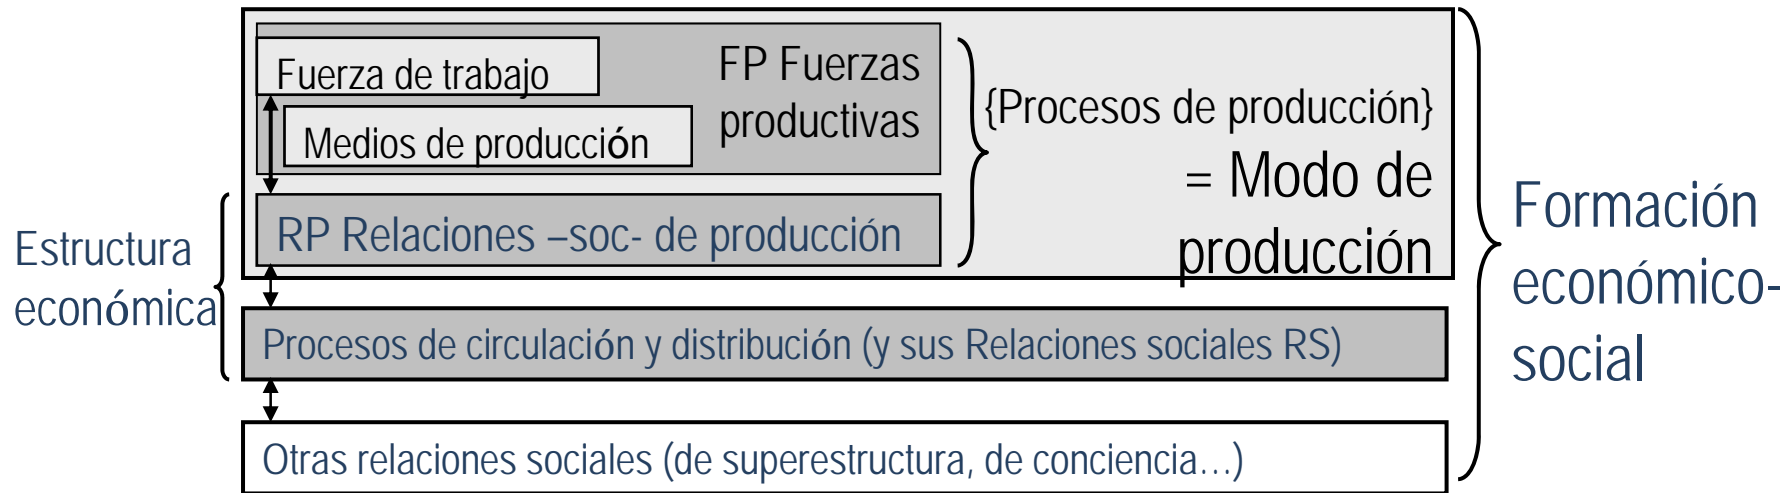 Fuerza de trabajo
Medios de producción
FP Fuerzas
productivas
{Procesos de producción}
= Modo de
producción
RP Relaciones –soc- de producción
Estructura
económica
Procesos de circulación y distribución (y sus Relaciones sociales RS)
Otras relaciones sociales (de superestructura, de conciencia…)
Formación
económico-
social